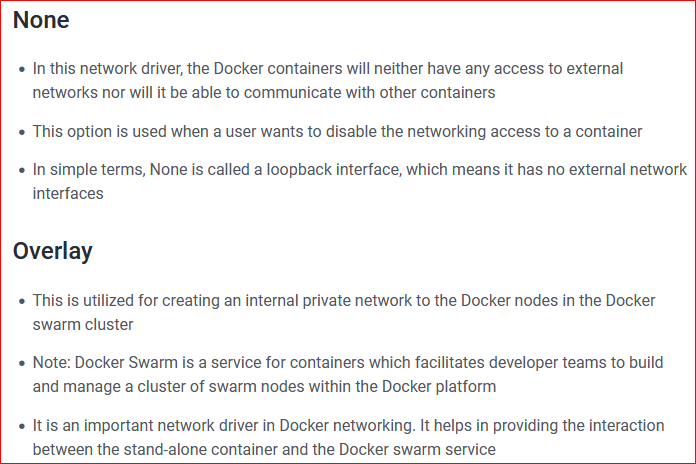 None
• In this network driver, the Docker containers will neither have any access to external
networks nor will it be able to communicate with other containers
• This option is used when a user wants to disable the networking access to a container
• In simple terms, None is called a loopback interface, which means it has no external network
interfaces
Overlay
• This is utilized for creating an internal private network to the Docker nodes in the Docker
swarm cluster
• Note: Docker Swarm is a service for containers which facilitates developer teams to build
and manage a cluster of swarm nodes within the Docker platform
• It is an important network driver in Docker networking. It helps in providing the interaction
between the stand-alone container and the Docker swarm service